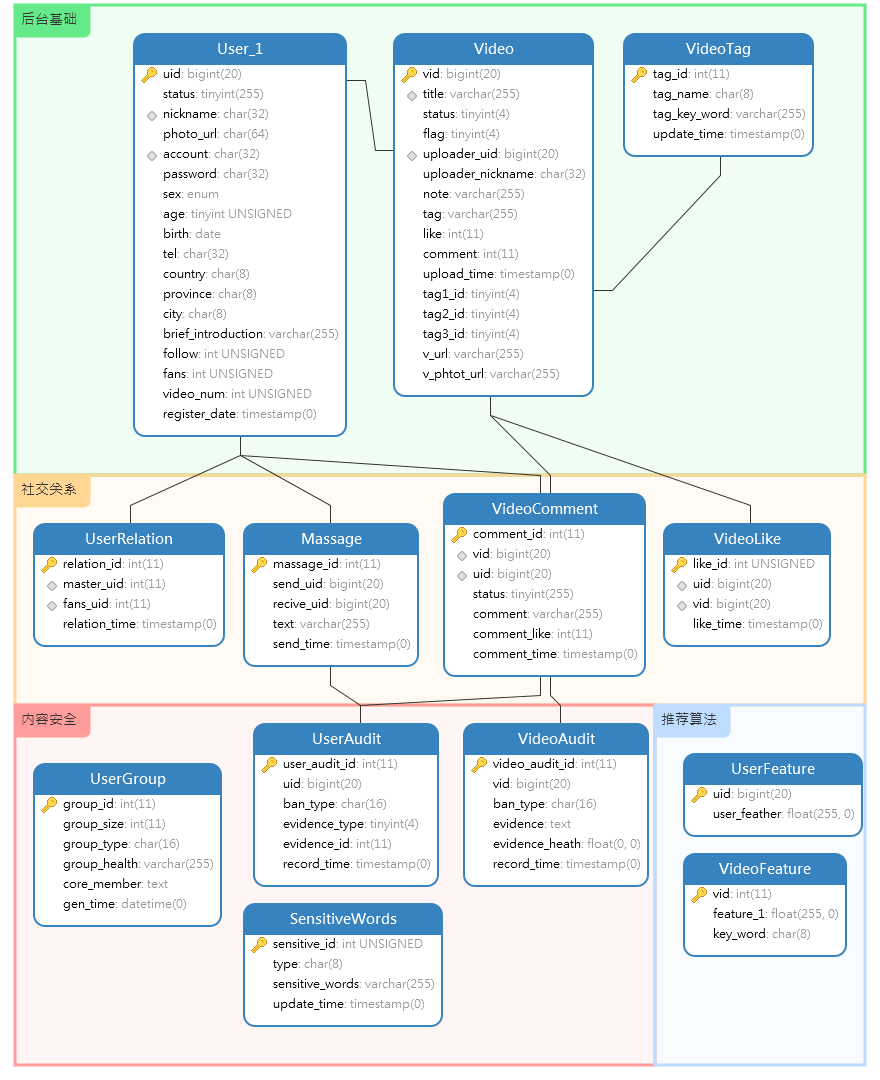 后台基础
User_1
uid: bigint(20)
status: tinyint(255)
nickname: char(32)
photo_url: char(64)
account: char(32)
password: char(32)
sex: enum
age: tinyint UNSIGNED
birth: date
tel: char(32)
country: char(8)
province: char(8)
city: char(8)
brief_introduction: varchar(255)
follow: int UNSIGNED
fans: int UNSIGNED
video_num: int UNSIGNED
register_date: timestamp(0)
Video
vid: bigint(20)
title: varchar(255)
status: tinyint(4)
flag: tinyint(4)
uploader_uid: bigint(20)
uploader_nickname: char(32)
note: varchar(255)
tag: varchar(255)
like: int(11)
comment: int(11)
upload_time: timestamp(0)
tag1_id: tinyint(4)
tag2_id: tinyint(4)
tag3_id: tinyint(4)
v_url: varchar(255)
v_phtot_url: varchar(255)
VideoTag
tag_id: int(11)
tag_name: char(8)
tag_key_word: varchar(255)
update_time: timestamp(0)
社交关系
UserRelation
relation_id: int(11)
master_uid: int(11)
fans_uid: int(11)
relation_time: timestamp(0)
Massage
massage_id: int(11)
send_uid: bigint(20)
recive_uid: bigint(20)
text: varchar(255)
send_time: timestamp(0)
VideoComment
comment_id: int(11)
vid: bigint(20)
uid: bigint(20)
status: tinyint(255)
comment: varchar(255)
comment_like: int(11)
comment_time: timestamp(0)
VideoLike
like_id: int UNSIGNED
uid: bigint(20)
vid: bigint(20)
like_time: timestamp(0)
内容安全
UserGroup
group_id: int(11)
group_size: int(11)
group_type: char(16)
group_health: varchar(255)
core_member: text
gen_time: datetime(0)
UserAudit
user_audit_id: int(11)
uid: bigint(20)
ban_type: char(16)
evidence_type: tinyint(4)
evidence_id: int(11)
record_time: timestamp(0)
VideoAudit
video_audit_id: int(11)
vid: bigint(20)
ban_type: char(16)
evidence: text
evidence_heath: float(0, 0)
record_time: timestamp(0)
SensitiveWords
sensitive_id: int UNSIGNED
type: char(8)
sensitive_words: varchar(255)
update_time: timestamp(0)
推荐算法
UserFeature
uid: bigint(20)
user_feather: float(255, 0)
VideoFeature
vid: int(11)
feature_1: float(255, 0)
key_word: char(8)